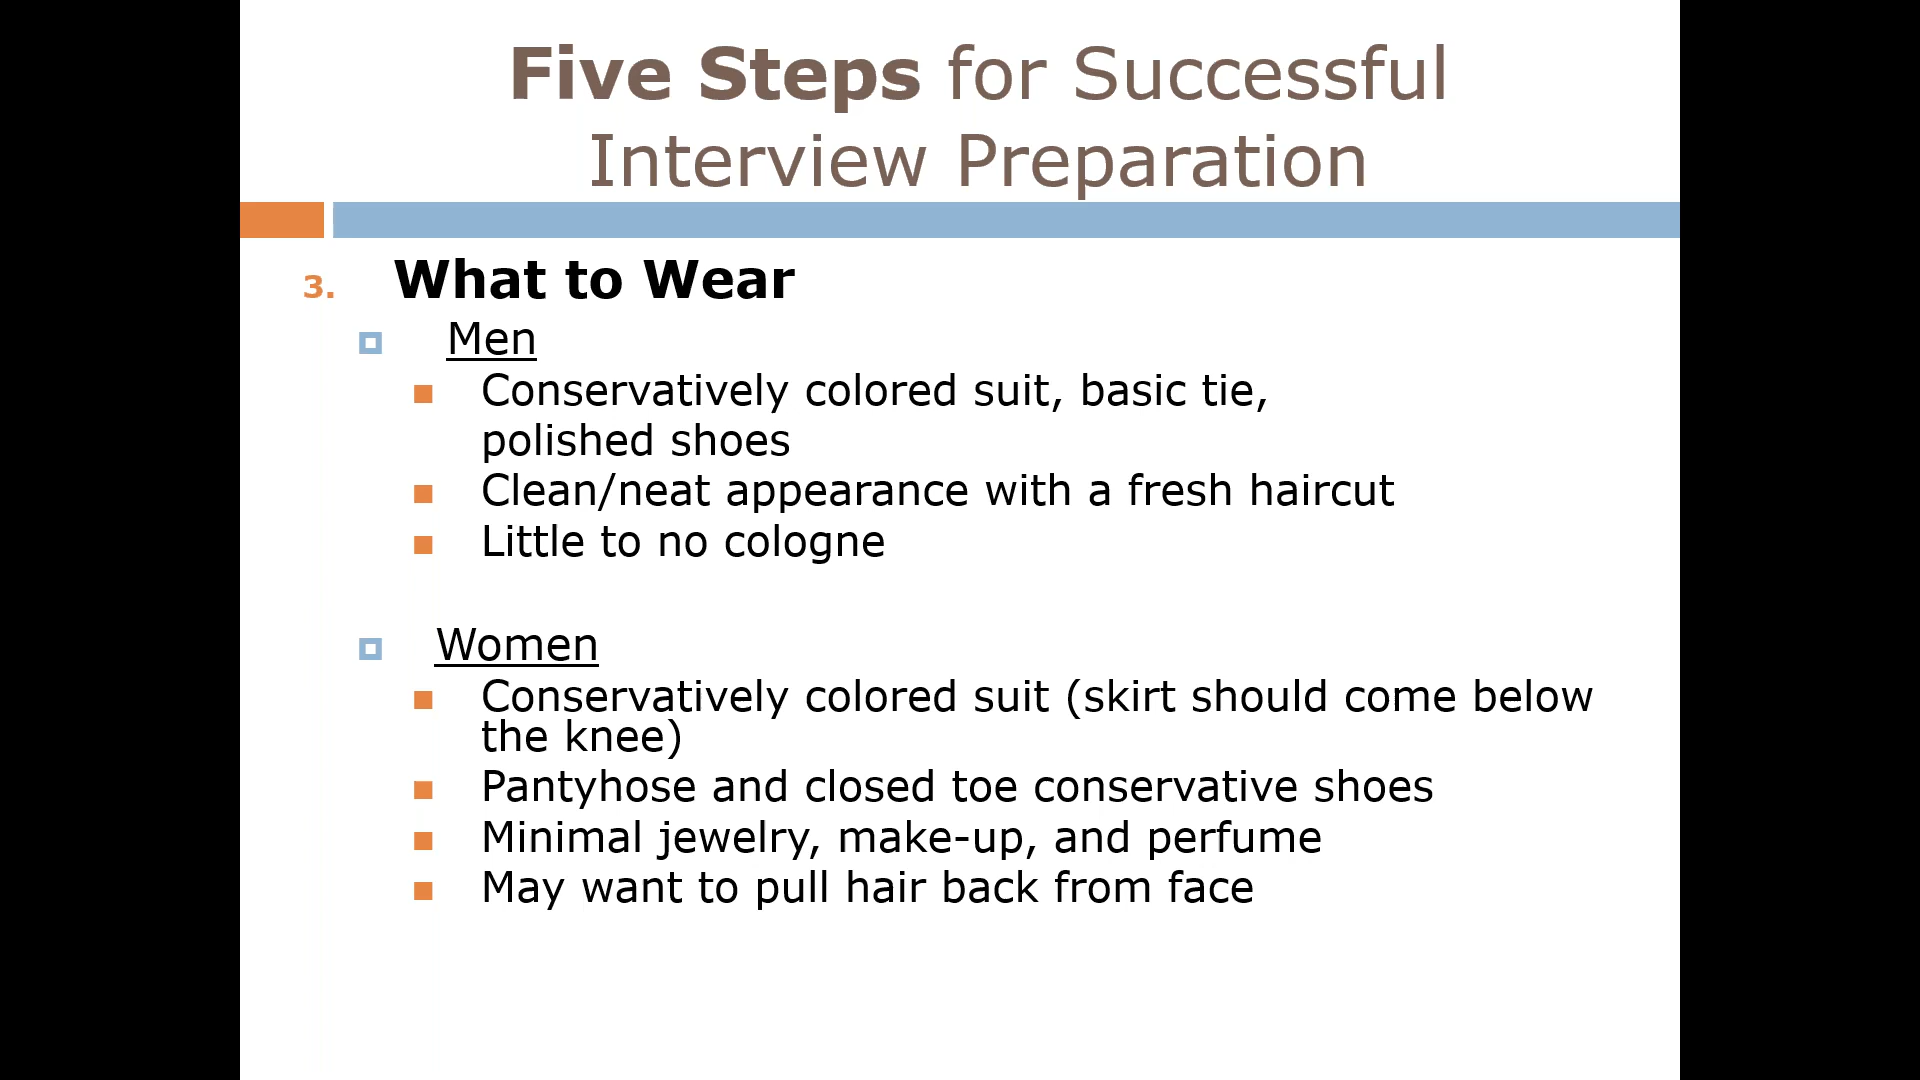 Five Steps for Successful
Interview Preparation
3. What to Wear
Men
Conservatively colored suit, basic tie,
polished shoes
Clean/neat appearance with a fresh haircut
Little to no cologne
Women
Conservatively colored suit (skirt should come below
the knee)
Pantyhose and closed toe conservative shoes
Minimal jewelry, make-up, and perfume
May want to pull hair back from face